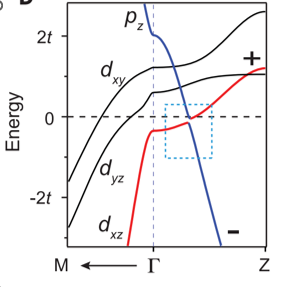 p_z
2t
d_xy
+
Energy
0
d_yz
-2t
d_xz
-
M ← Γ Z